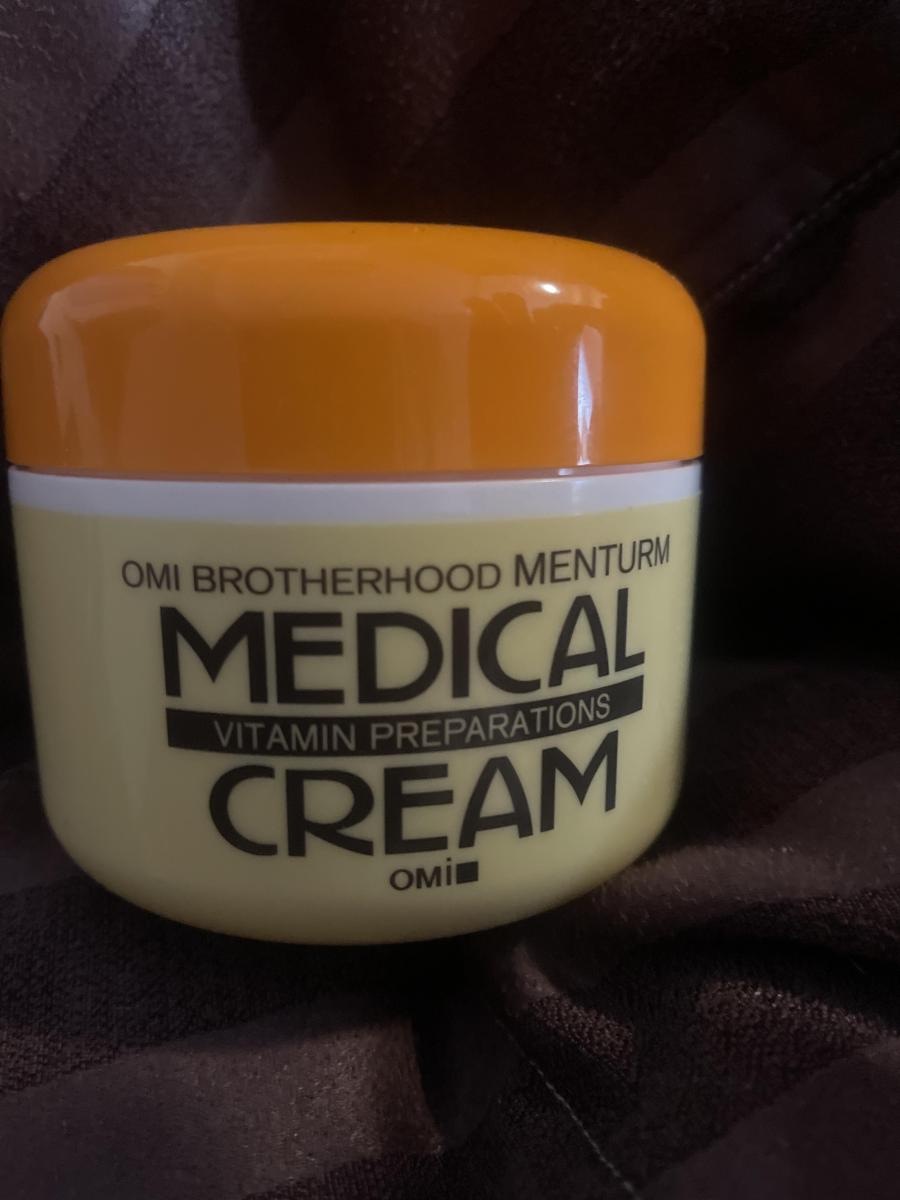 OMI BROTHERHOOD MENTURM
MEDICAL
VITAMIN PREPARATIONS
CREAM
OMi